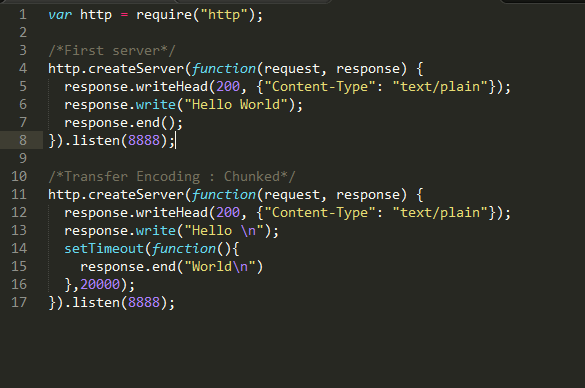 1 var http = require("http");
2
3 /*First server*/
4 http.createServer(function(request, response) {
5   response.writeHead(200, {"Content-Type": "text/plain"});
6   response.write("Hello World");
7   response.end();
8 }).listen(8888);
9
10 /*Transfer Encoding : Chunked*/
11 http.createServer(function(request, response) {
12   response.writeHead(200, {"Content-Type": "text/plain"});
13   response.write("Hello \n");
14   setTimeout(function(){
15     response.end("World\n")
16   },20000);
17 }).listen(8888);